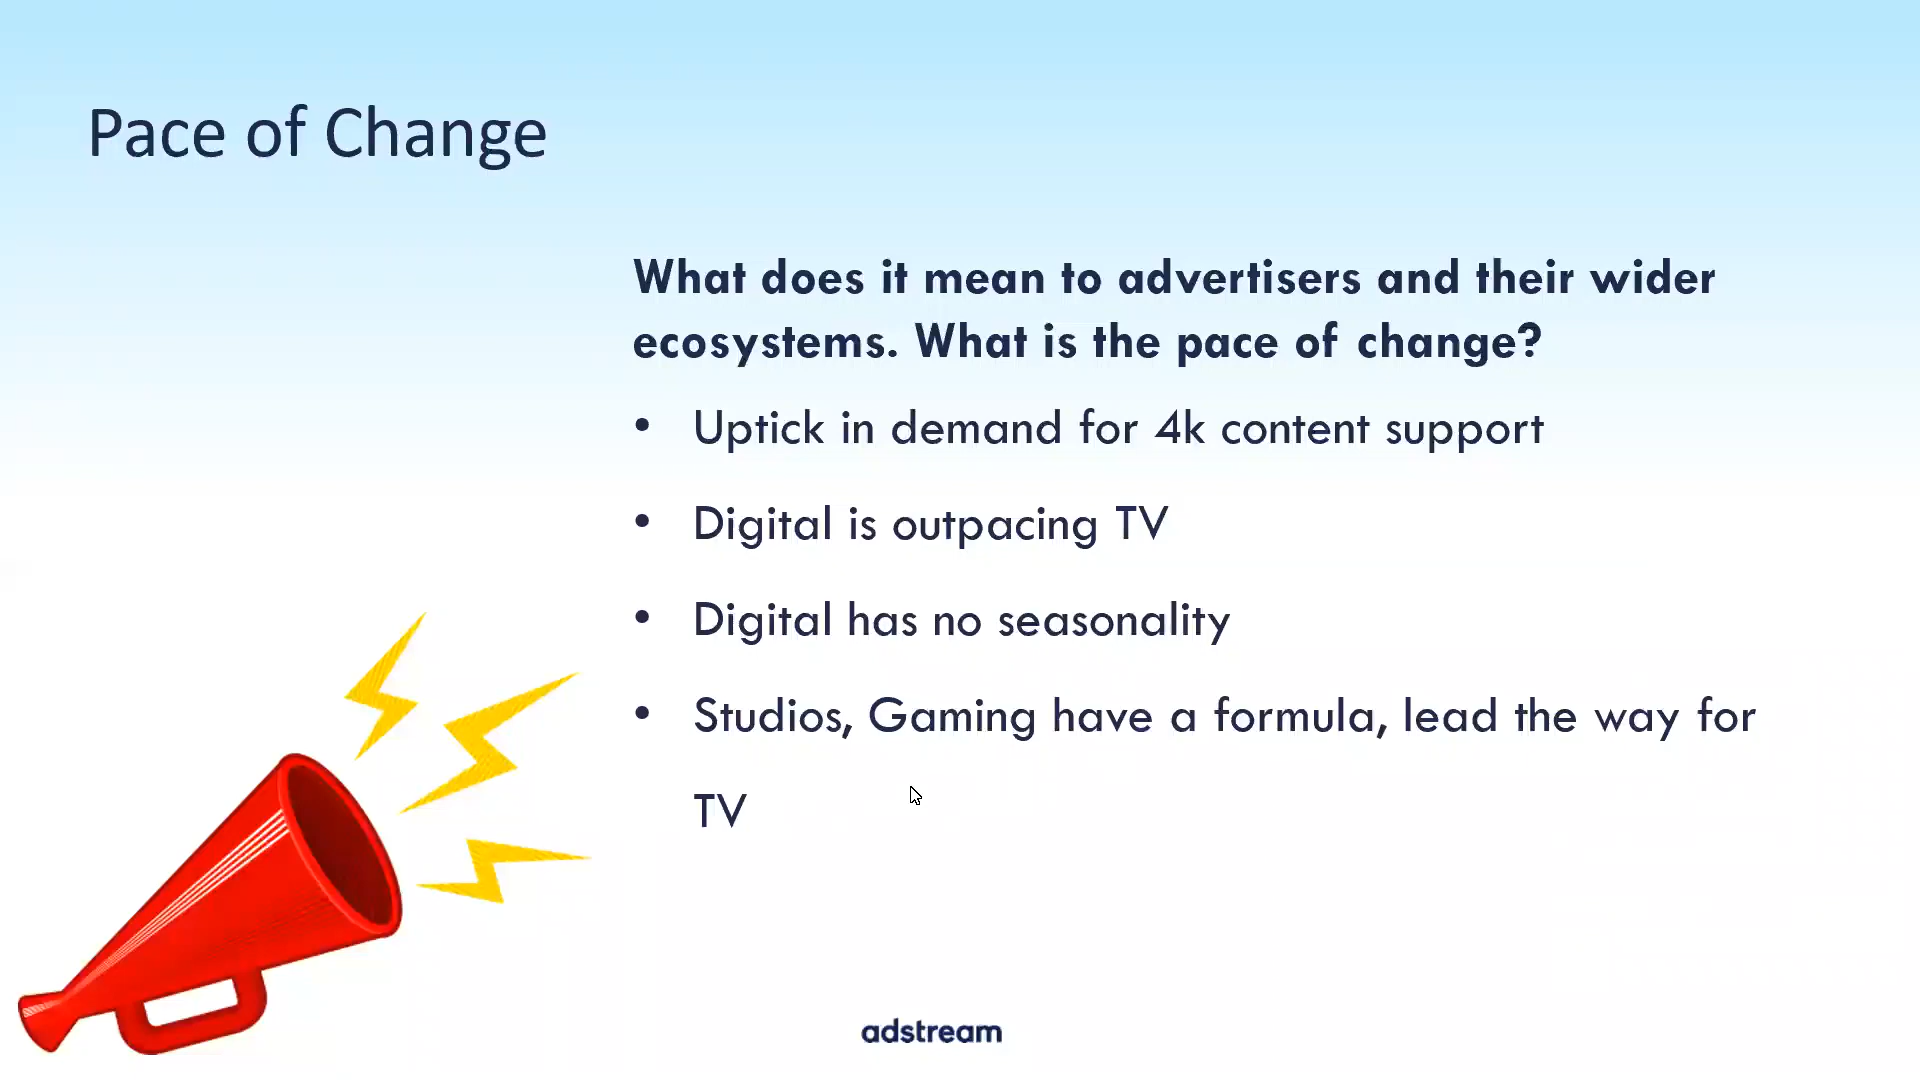 Pace of Change
What does it mean to advertisers and their wider
ecosystems. What is the pace of change?
• Uptick in demand for 4k content support
• Digital is outpacing TV
• Digital has no seasonality
• Studios, Gaming have a formula, lead the way for
TV
adstream